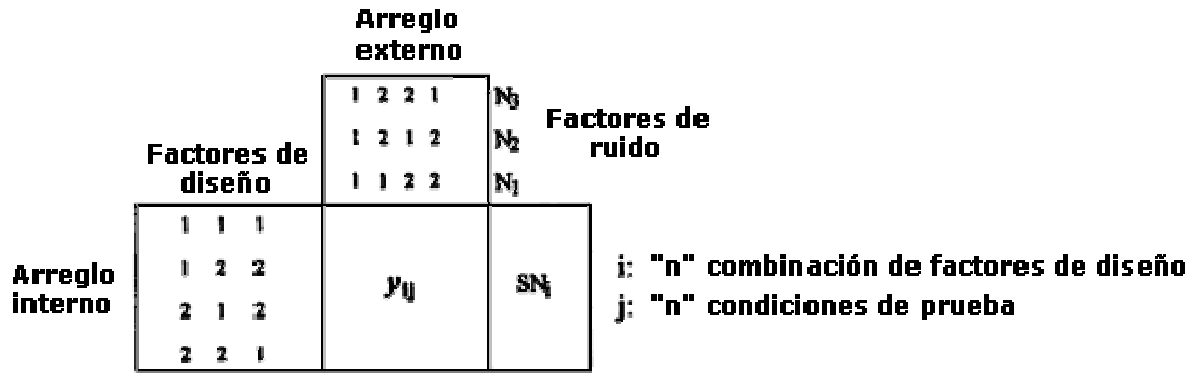 Arreglo
externo
1 2 2 1 N3
1 2 1 2 N2
1 1 2 2 N1
Factores de
ruido
Factores de
diseño
Arreglo
interno
1 1 1
1 2 2
2 1 2
2 2 1
yij
SNi
i: "n" combinación de factores de diseño
j: "n" condiciones de prueba